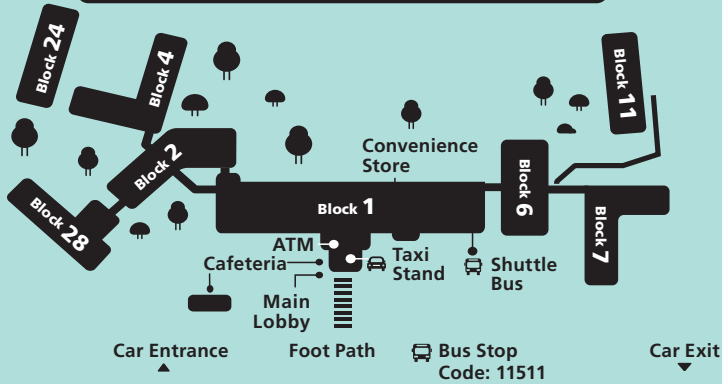 Block 24
Block 4
Block 11
Convenience
Store
Block 2
Block 6
Block 28
Block 1
Block 7
ATM
Cafeteria
Taxi
Stand
Shuttle
Bus
Main
Lobby
Car Entrance
Foot Path
Bus Stop
Code: 11511
Car Exit